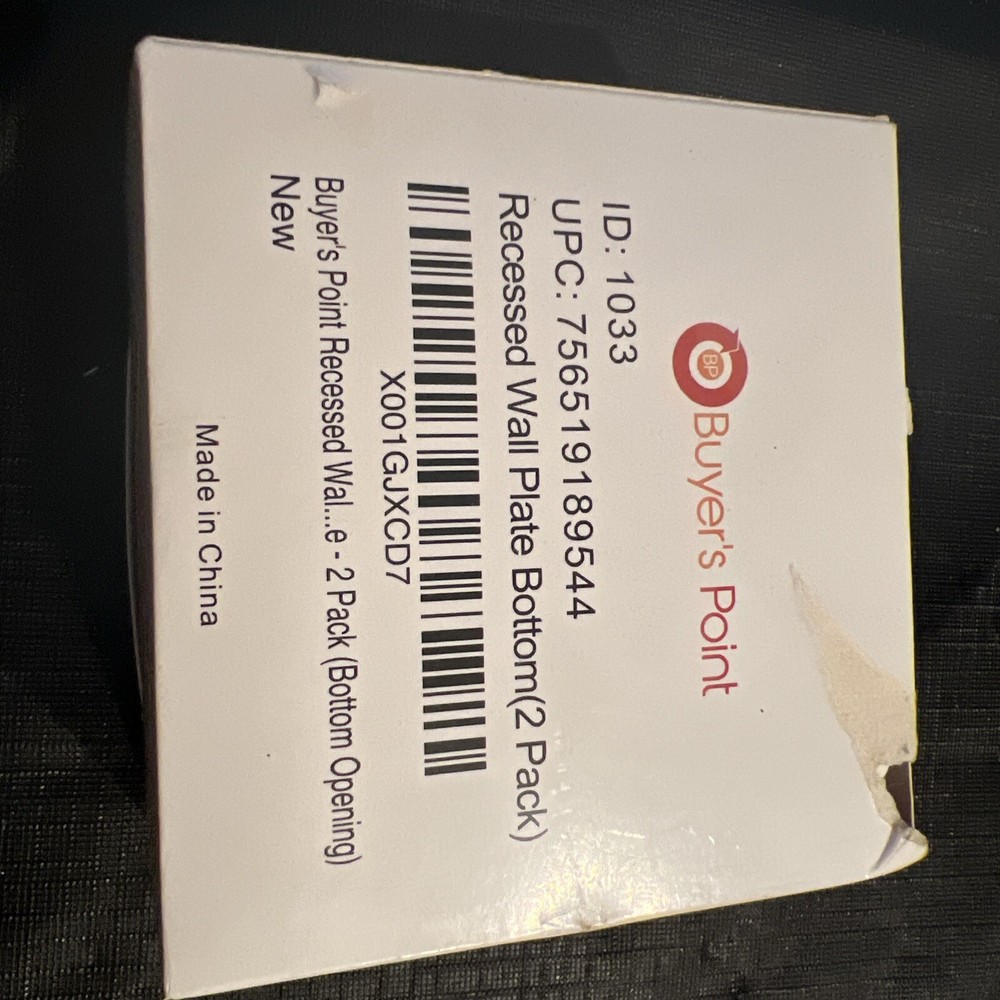 BP
Buyer's Point
ID: 1033
UPC: 756519189544
Recessed Wall Plate Bottom(2 Pack)
X001GJXCD7
Buyer's Point Recessed Wal...e - 2 Pack (Bottom Opening)
New
Made in China